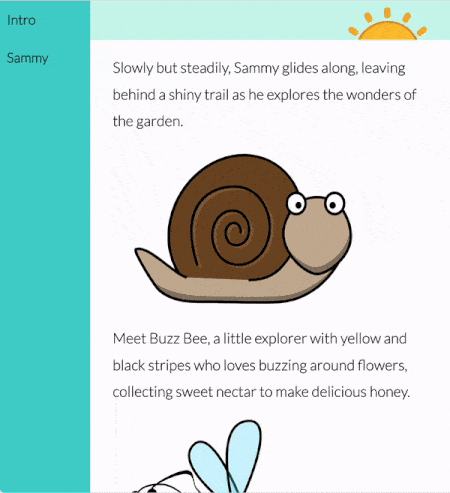 Intro
Sammy
Slowly but steadily, Sammy glides along, leaving
behind a shiny trail as he explores the wonders of
the garden.
Meet Buzz Bee, a little explorer with yellow and
black stripes who loves buzzing around flowers,
collecting sweet nectar to make delicious honey.